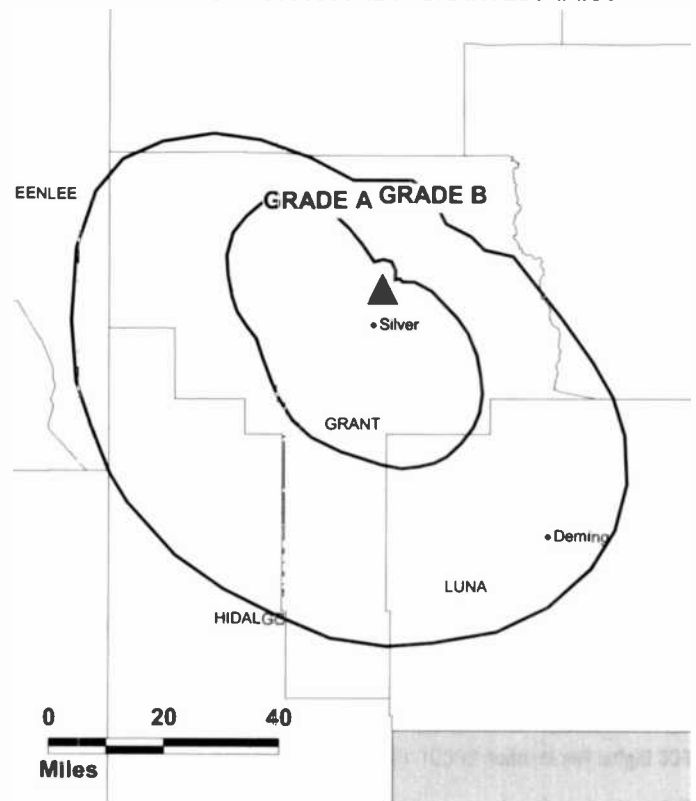 EENLEE
GRADE A GRADE B
Silver
GRANT
Deming
LUNA
HIDALGO
0 20 40
Miles